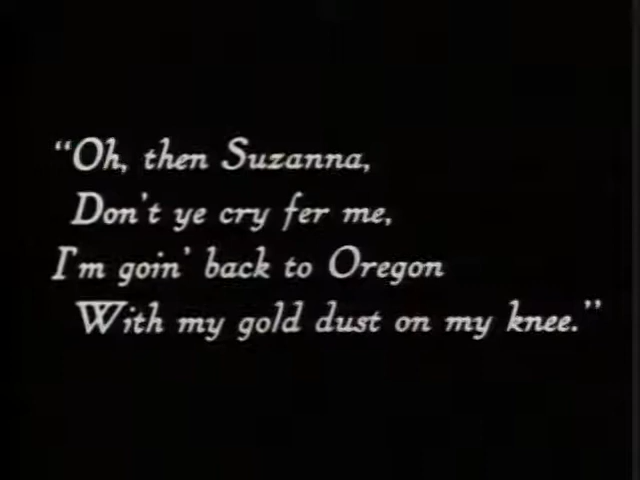 "Oh, then Suzanna,
Don't ye cry fer me,
I'm goin' back to Oregon
With my gold dust on my knee."